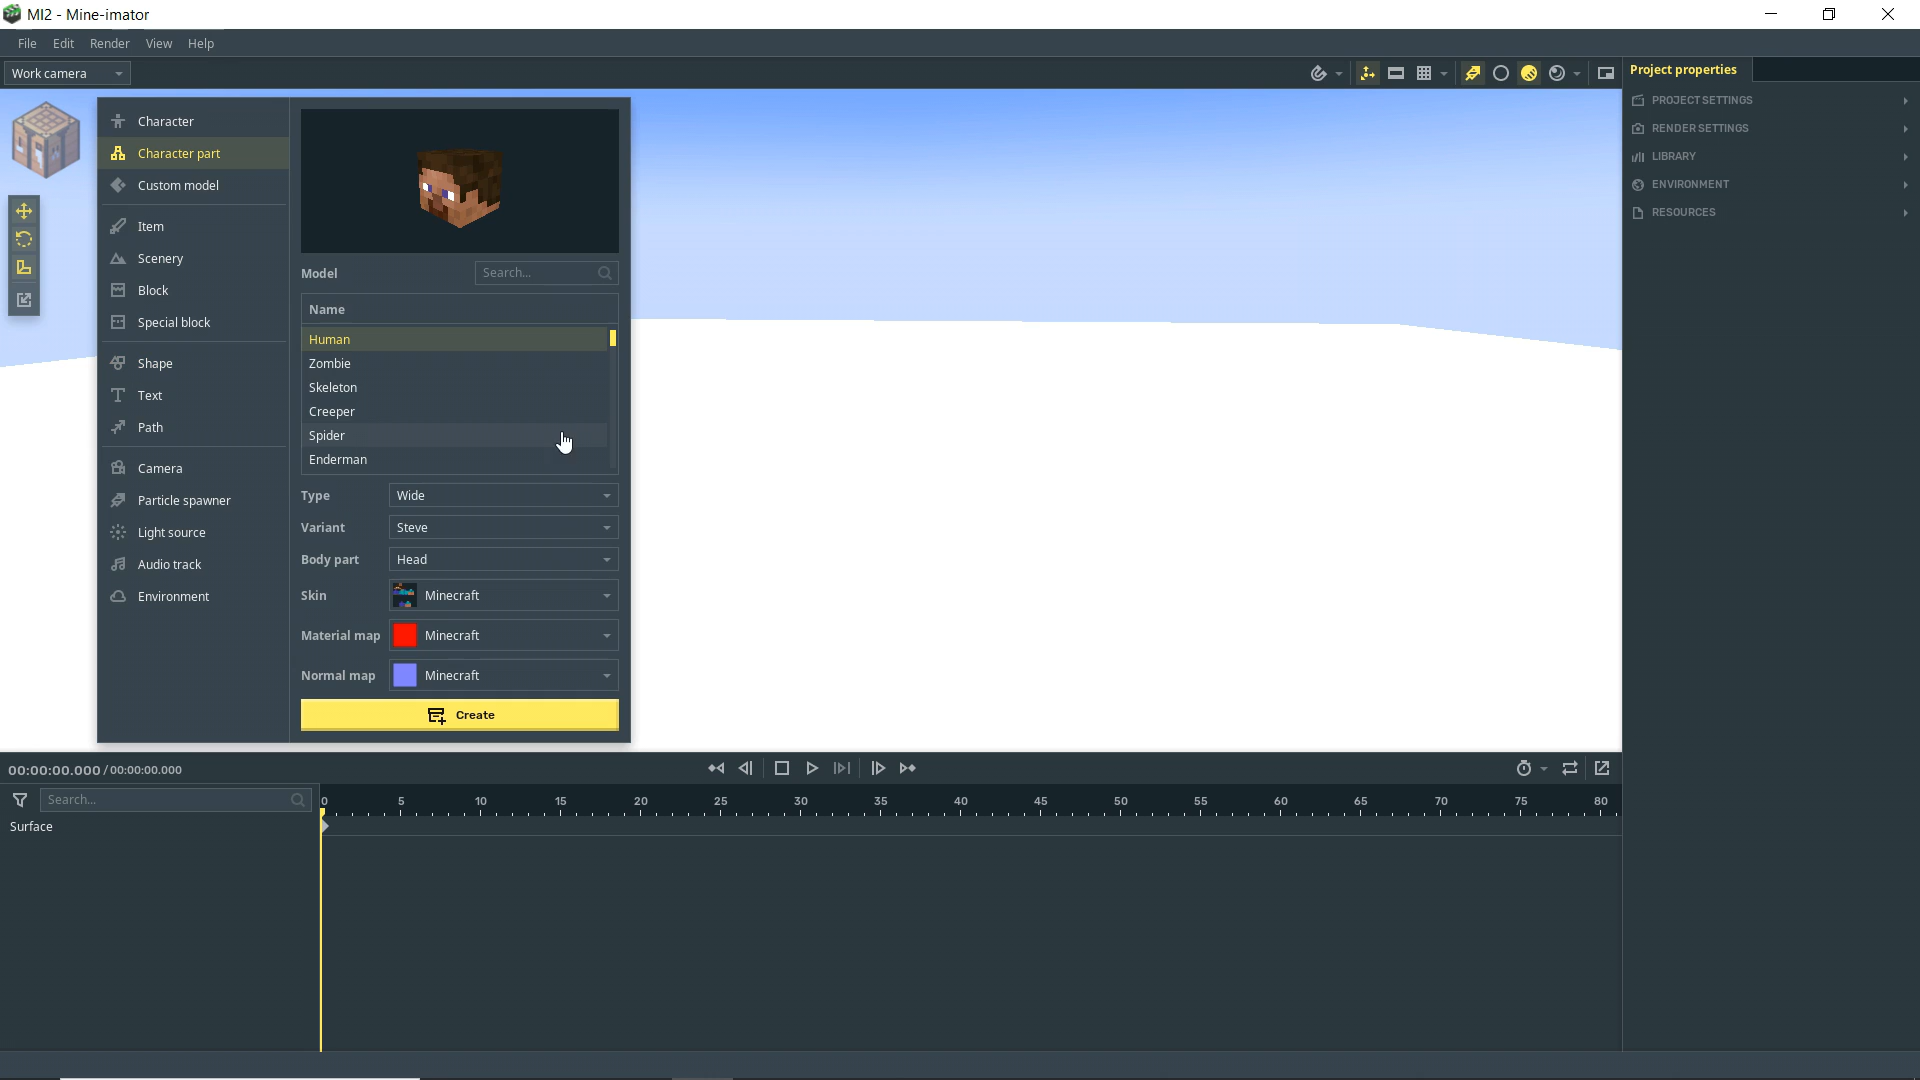 MI2 - Mine-imator
File Edit Render View Help
Work camera
Project properties
PROJECT SETTINGS
RENDER SETTINGS
LIBRARY
ENVIRONMENT
RESOURCES
Character
Character part
Custom model
Item
Scenery
Block
Special block
Shape
Text
Path
Camera
Particle spawner
Light source
Audio track
Environment
Model Search...
Name
Human
Zombie
Skeleton
Creeper
Spider
Enderman
Type Wide
Variant Steve
Body part Head
Skin Minecraft
Material map Minecraft
Normal map Minecraft
Create
00:00:00.000 / 00:00:00.000
Search...
0 5 10 15 20 25 30 35 40 45 50 55 60 65 70 75 80
Surface